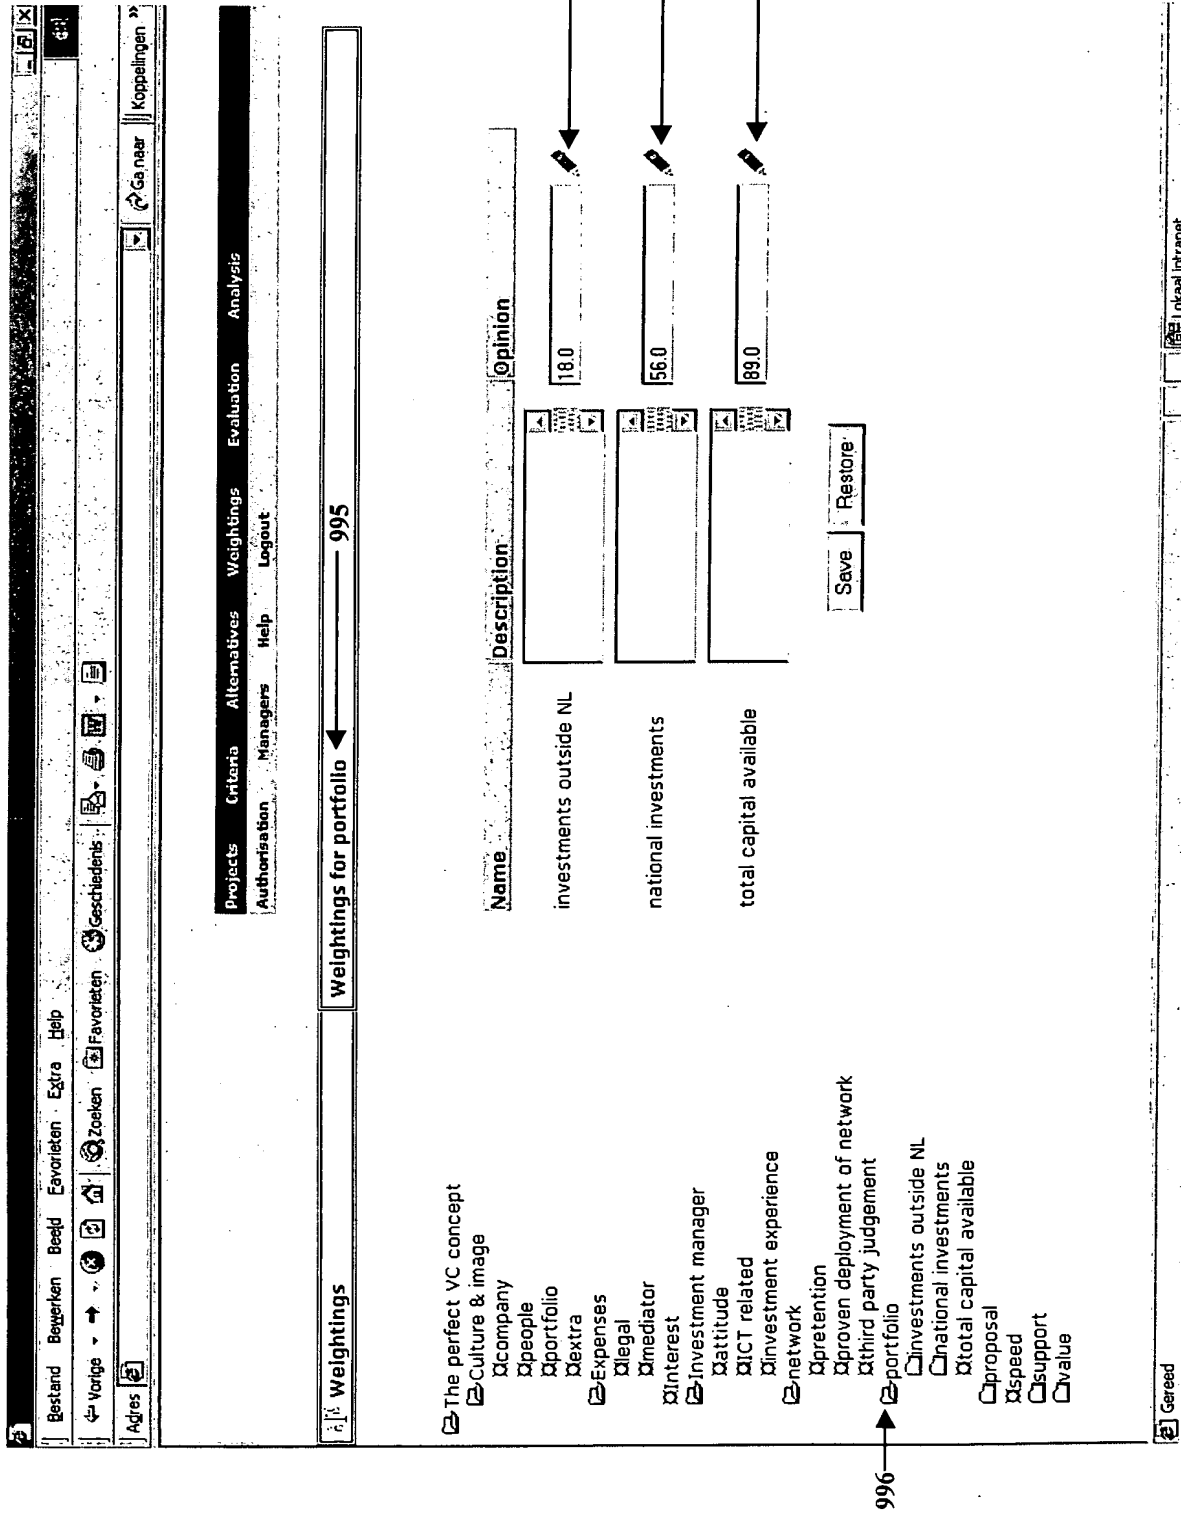 Bestand Bewerken Beeld Favorieten Extra Help
Vorige Zoeken Favorieten Geschiedenis
Adres Ga naar Koppelingen »
Projects Criteria Alternatives Weightings Evaluation Analysis
Authorisation Managers Help Logout
Weightings Weightings for portfolio 995
The perfect VC concept
Culture & image
company
people
portfolio
extra
Expenses
legal
mediator
Interest
Investment manager
attitude
ICT related
investment experience
network
pretention
proven deployment of network
third party judgement
996 portfolio
investments outside NL
national investments
total capital available
proposal
speed
support
value
Name Description Opinion
investments outside NL 18.0
national investments 56.0
total capital available 89.0
Save Restore
Gereed Lokaal intranet